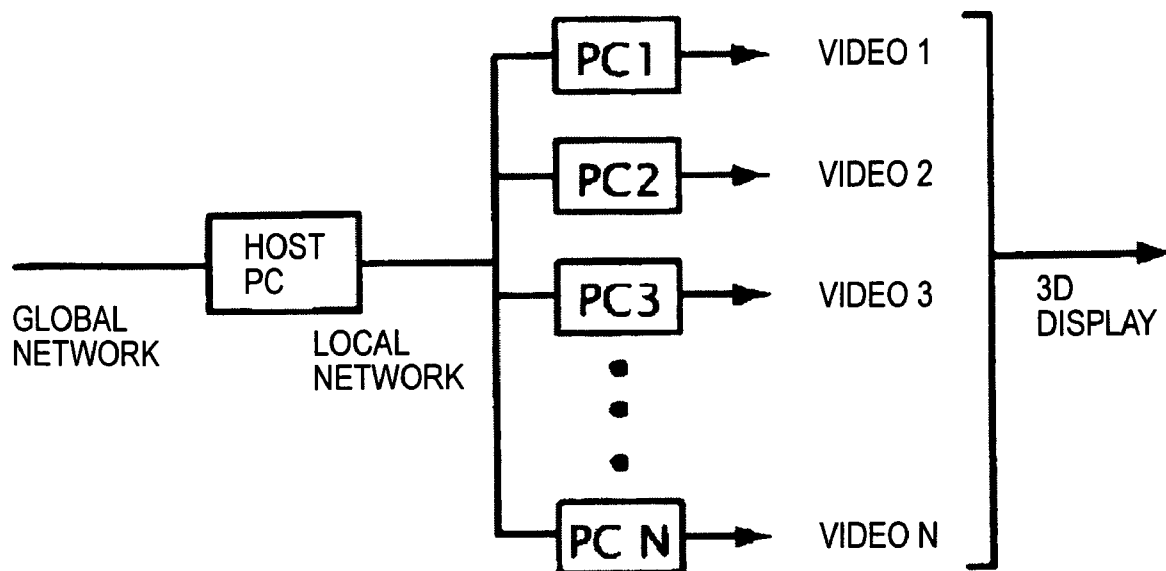 PC1
VIDEO 1
PC2
VIDEO 2
HOST
PC
PC3
VIDEO 3
3D
DISPLAY
GLOBAL
NETWORK
LOCAL
NETWORK
PC N
VIDEO N